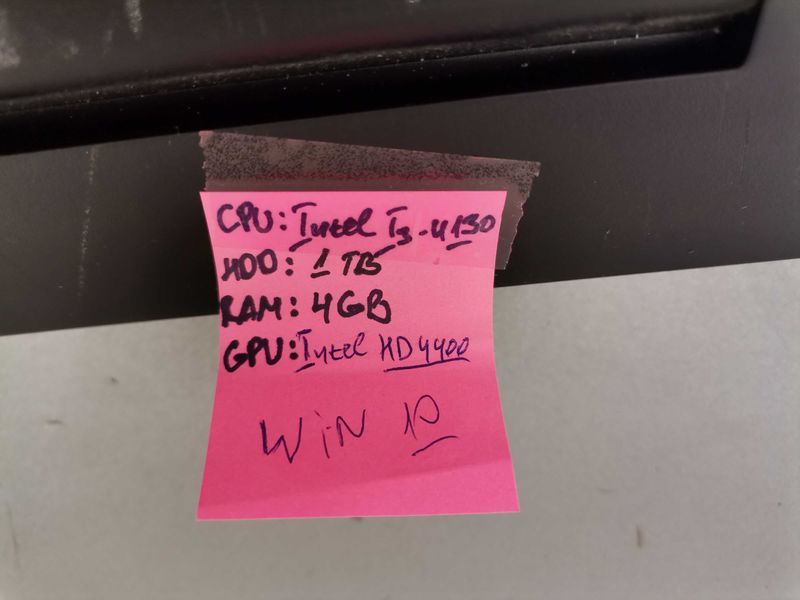 CPU: Intel I3-4130
HDD: 1 TB
RAM: 4GB
GPU: Intel HD4400
WiN 10